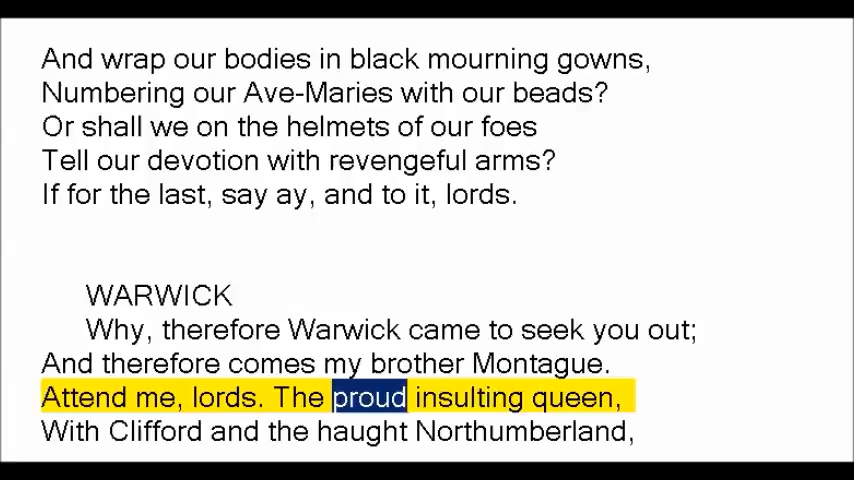 And wrap our bodies in black mourning gowns,
Numbering our Ave-Maries with our beads?
Or shall we on the helmets of our foes
Tell our devotion with revengeful arms?
If for the last, say ay, and to it, lords.
WARWICK
Why, therefore Warwick came to seek you out;
And therefore comes my brother Montague.
Attend me, lords. The proud insulting queen,
With Clifford and the haught Northumberland,